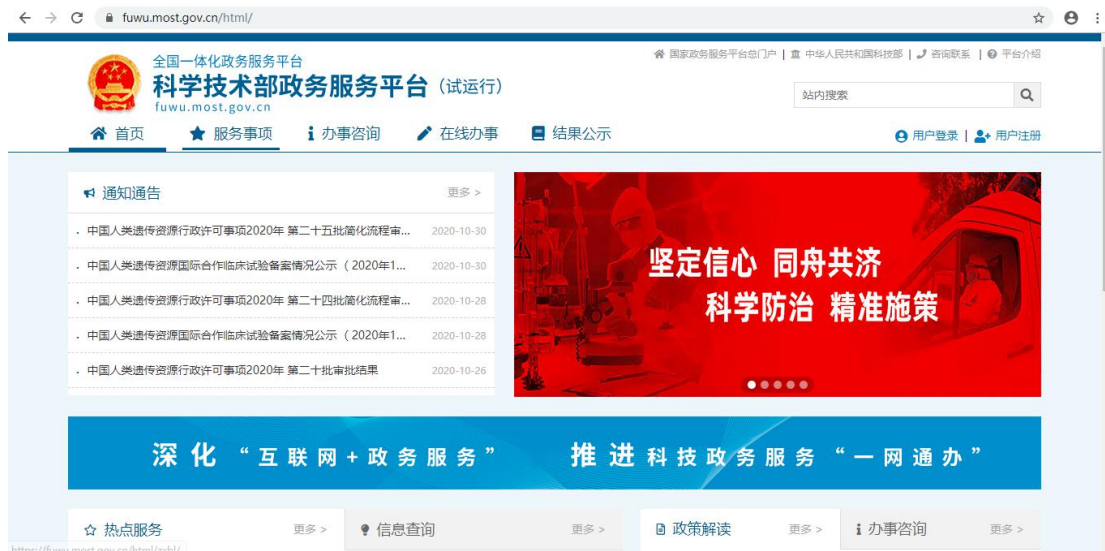 fuwu.most.gov.cn/html/
国家政务服务平台总门户 | 中华人民共和国科技部 | 咨询联系 | 平台介绍
全国一体化政务服务平台
科学技术部政务服务平台（试运行）
fuwu.most.gov.cn
站内搜索
首页 服务事项 办事咨询 在线办事 结果公示
用户登录 | 用户注册
通知通告 更多 >
. 中国人类遗传资源行政许可事项2020年 第二十五批简化流程审... 2020-10-30
. 中国人类遗传资源国际合作临床试验备案情况公示（2020年1... 2020-10-30
. 中国人类遗传资源行政许可事项2020年 第二十四批简化流程审... 2020-10-28
. 中国人类遗传资源国际合作临床试验备案情况公示（2020年1... 2020-10-28
. 中国人类遗传资源行政许可事项2020年 第二十批审批结果 2020-10-26
坚定信心 同舟共济
科学防治 精准施策
深化“互联网+政务服务” 推进科技政务服务“一网通办”
热点服务 更多 >
信息查询 更多 >
政策解读 更多 >
办事咨询 更多 >